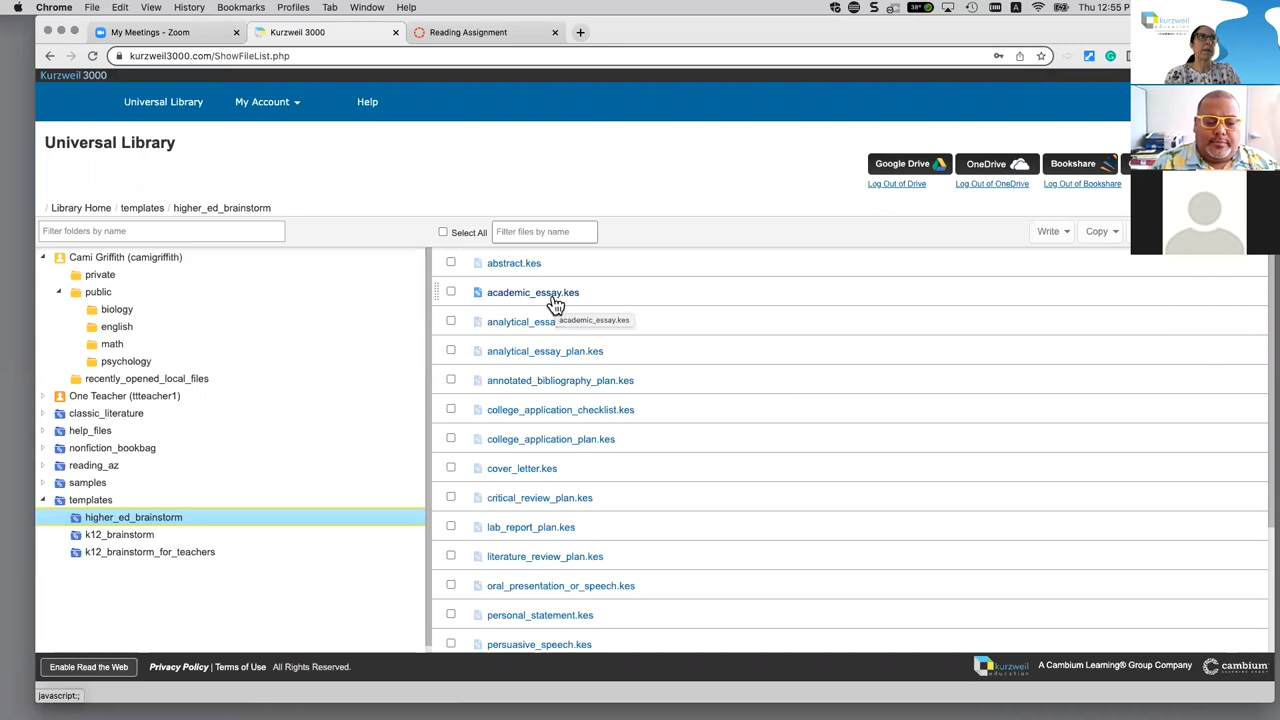 Chrome File Edit View History Bookmarks Profiles Tab Window Help 38° A Thu 12:55 P
My Meetings - Zoom × Kurzweil 3000 × Reading Assignment × +
kurzweil3000.com/ShowFileList.php
Kurzweil 3000
Universal Library My Account Help
Universal Library
Google Drive OneDrive Bookshare
Log Out of Drive Log Out of OneDrive Log Out of Bookshare
/ Library Home / templates / higher_ed_brainstorm
Filter folders by name Select All Filter files by name Write Copy
Cami Griffith (camigriffith)
private
public
biology
english
math
psychology
recently_opened_local_files
One Teacher (ttteacher1)
classic_literature
help_files
nonfiction_bookbag
reading_az
samples
templates
higher_ed_brainstorm
k12_brainstorm
k12_brainstorm_for_teachers
abstract.kes
academic_essay.kes
analytical_essa
academic_essay.kes
analytical_essay_plan.kes
annotated_bibliography_plan.kes
college_application_checklist.kes
college_application_plan.kes
cover_letter.kes
critical_review_plan.kes
lab_report_plan.kes
literature_review_plan.kes
oral_presentation_or_speech.kes
personal_statement.kes
persuasive_speech.kes
Enable Read the Web Privacy Policy | Terms of Use All Rights Reserved. kurzweil education A Cambium Learning® Group Company cambium
javascript:;
kurzweil
education